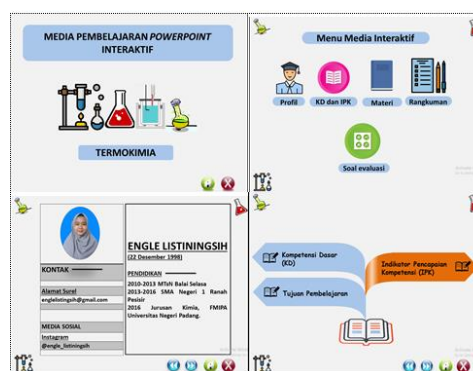 MEDIA PEMBELAJARAN POWERPOINT
INTERAKTIF
TERMOKIMIA
Menu Media Interaktif
Profil
KD dan IPK
Materi
Rangkuman
Soal evaluasi
KONTAK
Alamat Surel
englelistingsih@gmail.com
MEDIA SOSIAL
Instagram
@engle_listiningsih
ENGLE LISTININGSIH
(22 Desember 1998)
PENDIDIKAN
2010-2013 MTsN Balai Selasa
2013-2016 SMA Negeri 1 Ranah
Pesisir
2016 Jurusan Kimia, FMIPA
Universitas Nageri Padang.
Kompetensi Dasar
(KD)
Tujuan Pembelajaran
Indikator Pencapaian
Kompetensi (IPK)